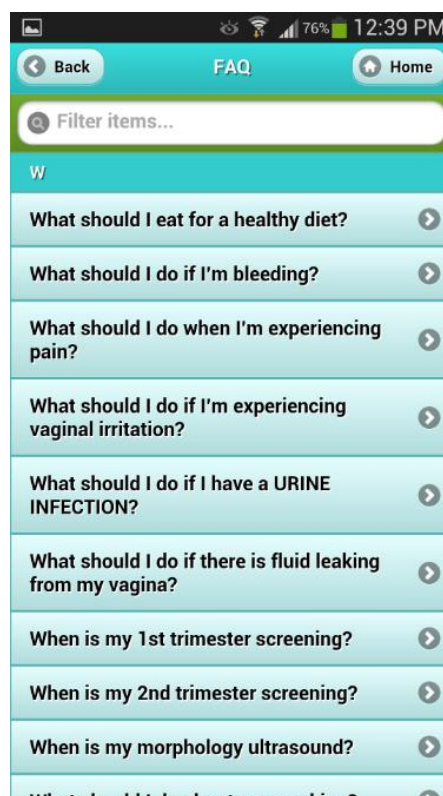 76% 12:39 PM
Back FAQ Home
Filter items...
W
What should I eat for a healthy diet?
What should I do if I'm bleeding?
What should I do when I'm experiencing
pain?
What should I do if I'm experiencing
vaginal irritation?
What should I do if I have a URINE
INFECTION?
What should I do if there is fluid leaking
from my vagina?
When is my 1st trimester screening?
When is my 2nd trimester screening?
When is my morphology ultrasound?